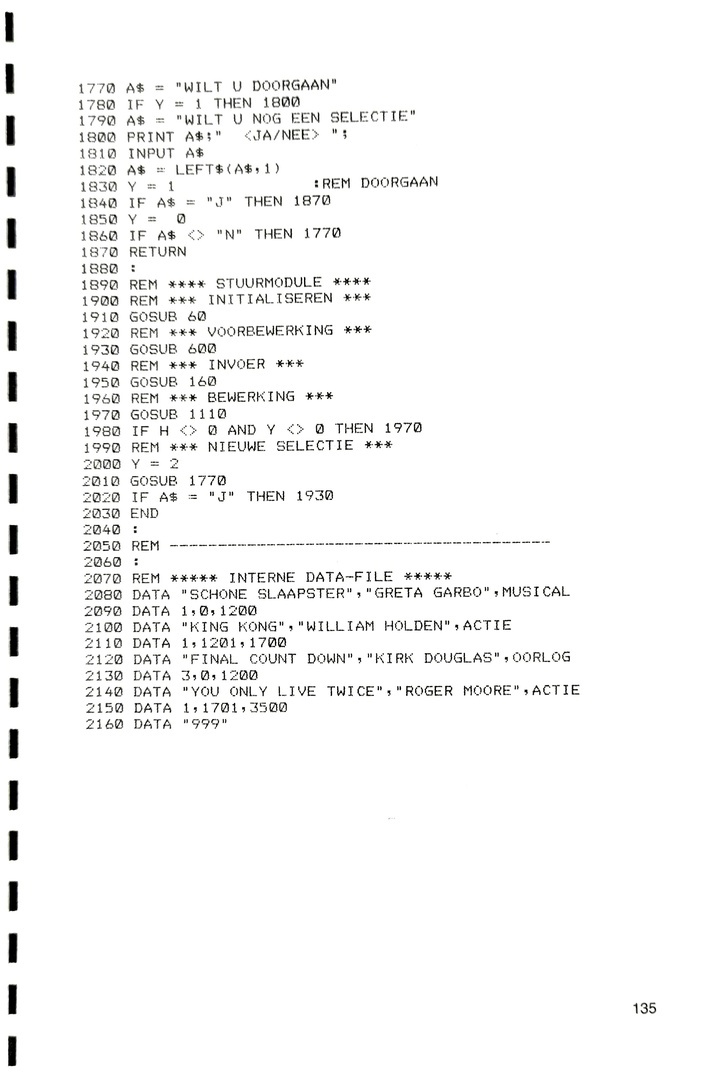 1770 A$ = "WILT U DOORGAAN"
1780 IF Y = 1 THEN 1800
1790 A$ = "WILT U NOG EEN SELECTIE"
1800 PRINT A$;"  <JA/NEE> ";
1810 INPUT A$
1820 A$ = LEFT$(A$,1)
1830 Y = 1               :REM DOORGAAN
1840 IF A$ = "J" THEN 1870
1850 Y =  0
1860 IF A$ <> "N" THEN 1770
1870 RETURN
1880 :
1890 REM **** STUURMODULE ****
1900 REM *** INITIALISEREN ***
1910 GOSUB 60
1920 REM *** VOORBEWERKING ***
1930 GOSUB 600
1940 REM *** INVOER ***
1950 GOSUB 160
1960 REM *** BEWERKING ***
1970 GOSUB 1110
1980 IF H <> 0 AND Y <> 0 THEN 1970
1990 REM *** NIEUWE SELECTIE ***
2000 Y = 2
2010 GOSUB 1770
2020 IF A$ = "J" THEN 1930
2030 END
2040 :
2050 REM ----------------------------------------
2060 :
2070 REM ***** INTERNE DATA-FILE *****
2080 DATA "SCHONE SLAAPSTER","GRETA GARBO",MUSICAL
2090 DATA 1,0,1200
2100 DATA "KING KONG","WILLIAM HOLDEN",ACTIE
2110 DATA 1,1201,1700
2120 DATA "FINAL COUNT DOWN","KIRK DOUGLAS",OORLOG
2130 DATA 3,0,1200
2140 DATA "YOU ONLY LIVE TWICE","ROGER MOORE",ACTIE
2150 DATA 1,1701,3500
2160 DATA "999"
135